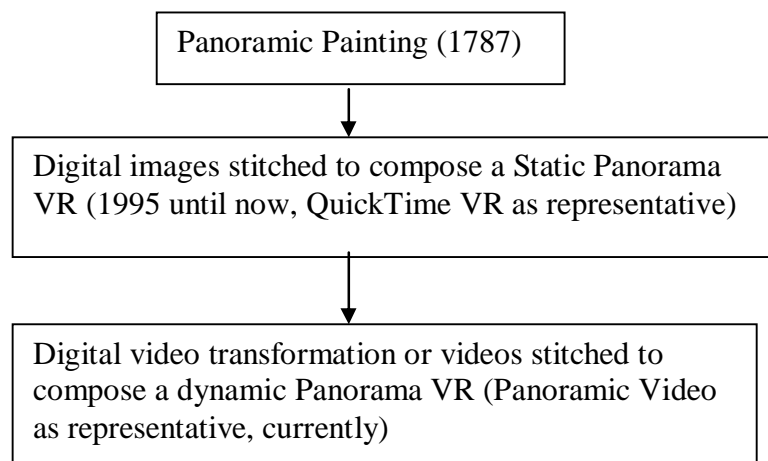 Panoramic Painting (1787)
Digital images stitched to compose a Static Panorama
VR (1995 until now, QuickTime VR as representative)
Digital video transformation or videos stitched to
compose a dynamic Panorama VR (Panoramic Video
as representative, currently)